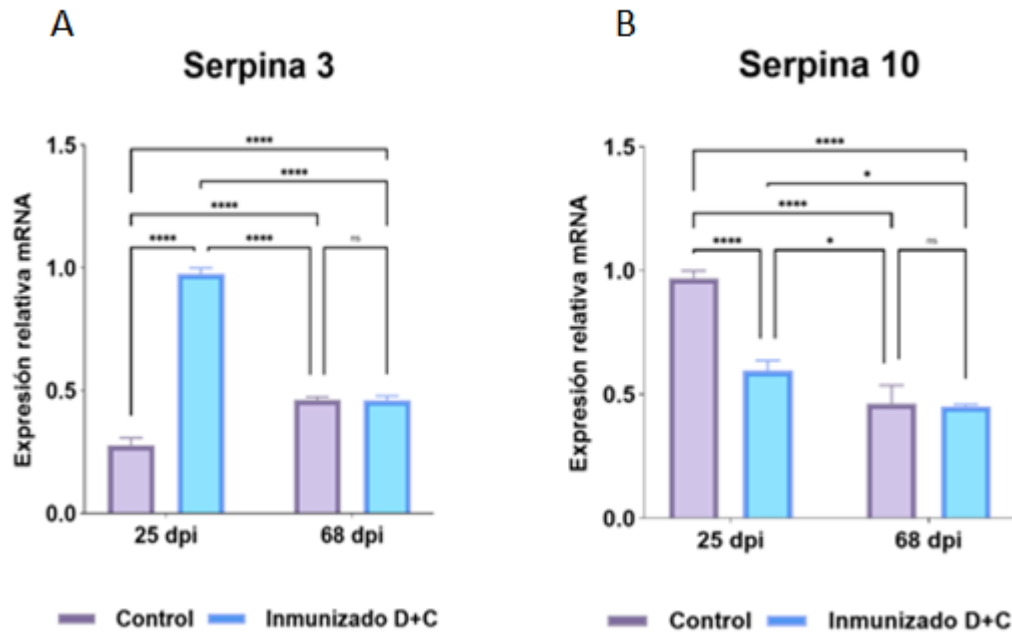 A
Serpina 3
Expresión relativa mRNA
1.5
1.0
0.5
0.0
****
****
****
****
****
ns
25 dpi
68 dpi
Control
Inmunizado D+C
B
Serpina 10
Expresión relativa mRNA
1.5
1.0
0.5
0.0
****
*
****
****
*
ns
25 dpi
68 dpi
Control
Inmunizado D+C